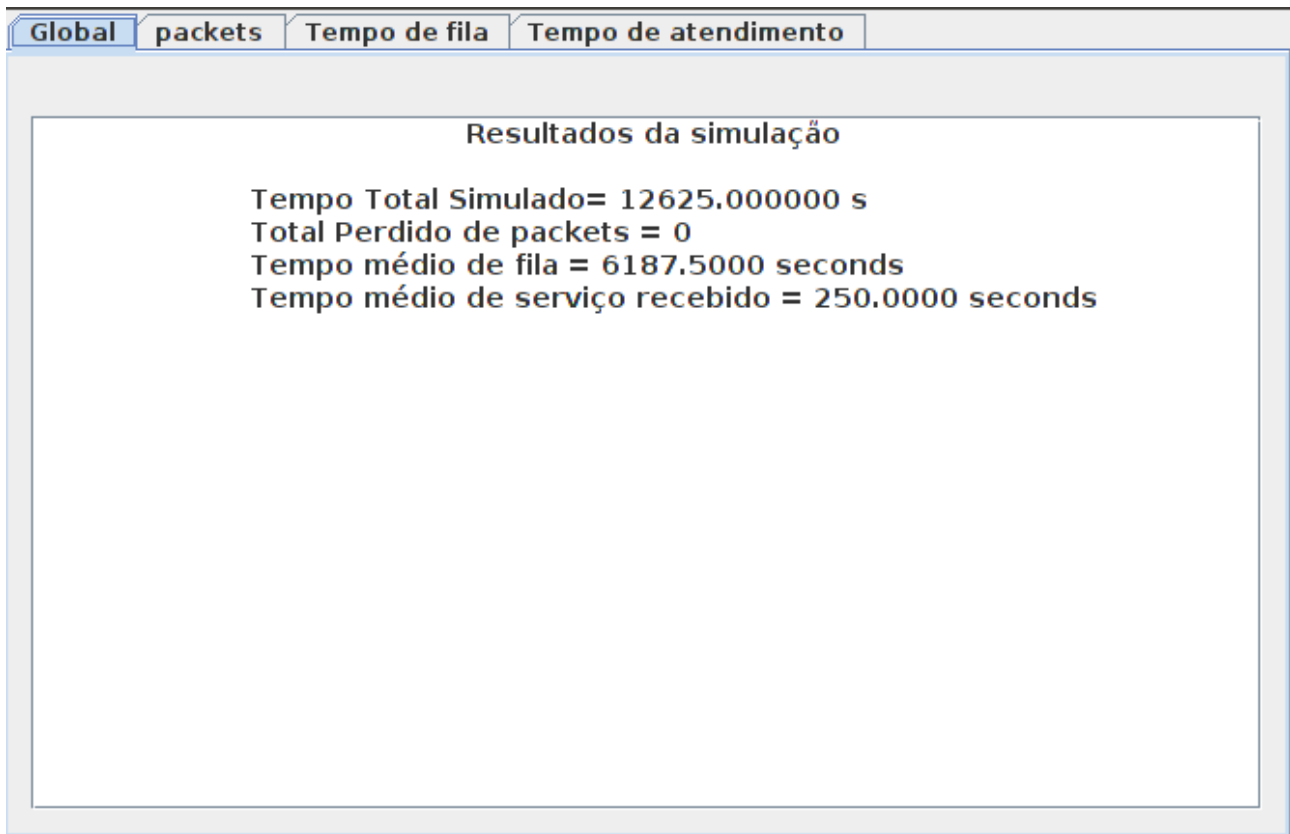 Global packets Tempo de fila Tempo de atendimento
Resultados da simulação
Tempo Total Simulado= 12625.000000 s
Total Perdido de packets = 0
Tempo médio de fila = 6187.5000 seconds
Tempo médio de serviço recebido = 250.0000 seconds